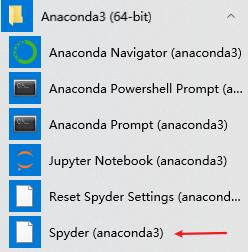 Anaconda3 (64-bit)
Anaconda Navigator (anaconda3)
Anaconda Powershell Prompt (a...
Anaconda Prompt (anaconda3)
Jupyter Notebook (anaconda3)
Reset Spyder Settings (anacond...
Spyder (anaconda3)